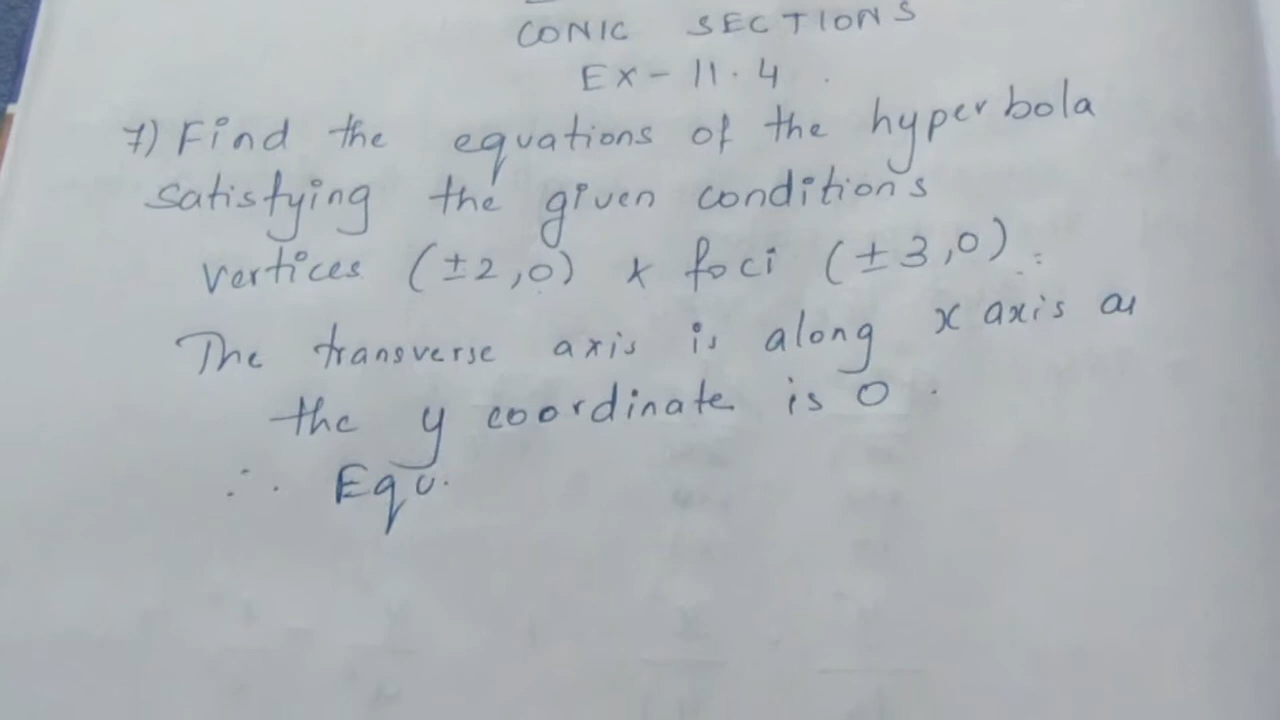 CONIC SECTIONS
Ex - 11.4
7) Find the equations of the hyperbola
satisfying the given conditions
vertices (±2,0) & foci (±3,0).
The transverse axis is along x axis as
the y coordinate is 0.
∴ Equ.